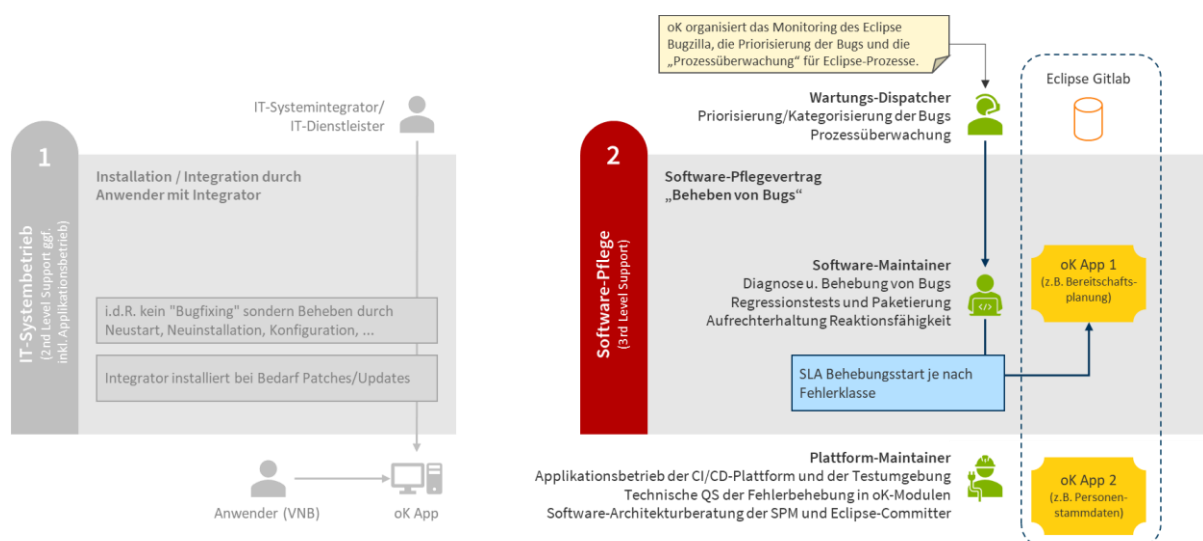 oK organisiert das Monitoring des Eclipse
Bugzilla, die Priorisierung der Bugs und die
„Prozessüberwachung“ für Eclipse-Prozesse.
Eclipse Gitlab
IT-Systemintegrator/
IT-Dienstleister
Wartungs-Dispatcher
Priorisierung/Kategorisierung der Bugs
Prozessüberwachung
1
IT-Systembetrieb
(2nd Level Support ggf.
inkl. Applikationsbetrieb)
Installation / Integration durch
Anwender mit Integrator
i.d.R. kein "Bugfixing" sondern Beheben durch
Neustart, Neuinstallation, Konfiguration, ...
Integrator installiert bei Bedarf Patches/Updates
Anwender (VNB)
oK App
2
Software-Pflege
(3rd Level Support)
Software-Pflegevertrag
„Beheben von Bugs“
Software-Maintainer
Diagnose u. Behebung von Bugs
Regressionstests und Paketierung
Aufrechterhaltung Reaktionsfähigkeit
SLA Behebungsstart je nach
Fehlerklasse
oK App 1
(z.B. Bereitschafts-
planung)
Plattform-Maintainer
Applikationsbetrieb der CI/CD-Plattform und der Testumgebung
Technische QS der Fehlerbehebung in oK-Modulen
Software-Architekturberatung der SPM und Eclipse-Committer
oK App 2
(z.B. Personen-
stammdaten)